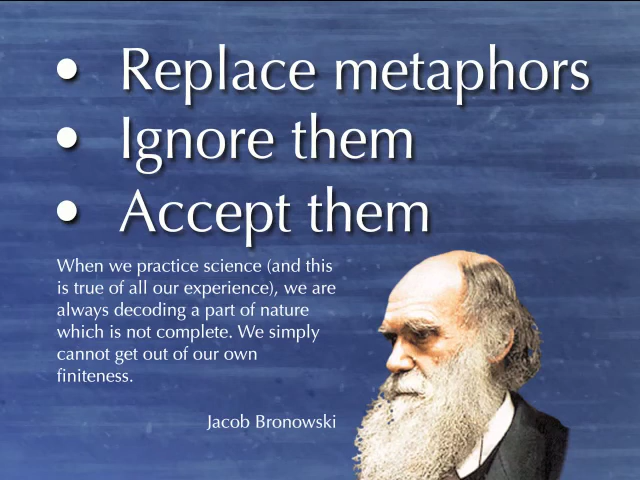 • Replace metaphors
• Ignore them
• Accept them
When we practice science (and this
is true of all our experience), we are
always decoding a part of nature
which is not complete. We simply
cannot get out of our own
finiteness.
Jacob Bronowski